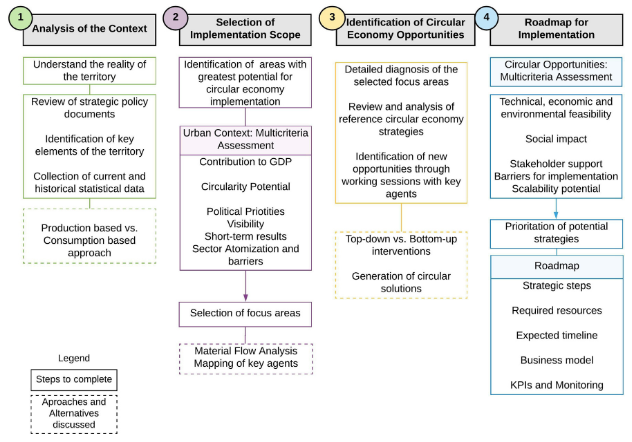 1
Analysis of the Context
Understand the reality of
the territory
Review of strategic policy
documents
Identification of key
elements of the territory
Collection of current and
historical statistical data
Production based vs.
Consumption based
approach
Legend
Steps to complete
Aproaches and
Alternatives
discussed
2
Selection of
Implementation Scope
Identification of areas with
greatest potential for
circular economy
implementation
Urban Context: Multicriteria
Assessment
Contribution to GDP
Circularity Potential
Political Priotities
Visibility
Short-term results
Sector Atomization and
barriers
Selection of focus areas
Material Flow Analysis
Mapping of key agents
3
Identification of Circular
Economy Opportunities
Detailed diagnosis of the
selected focus areas
Review and analysis of
reference circular economy
strategies
Identification of new
opportunities through
working sessions with key
agents
Top-down vs. Bottom-up
interventions
Generation of circular
solutions
4
Roadmap for
Implementation
Circular Opportunities:
Multicriteria Assessment
Technical, economic and
environmental feasibility
Social impact
Stakeholder support
Barriers for implementation
Scalability potential
Prioritation of potential
strategies
Roadmap
Strategic steps
Required resources
Expected timeline
Business model
KPIs and Monitoring